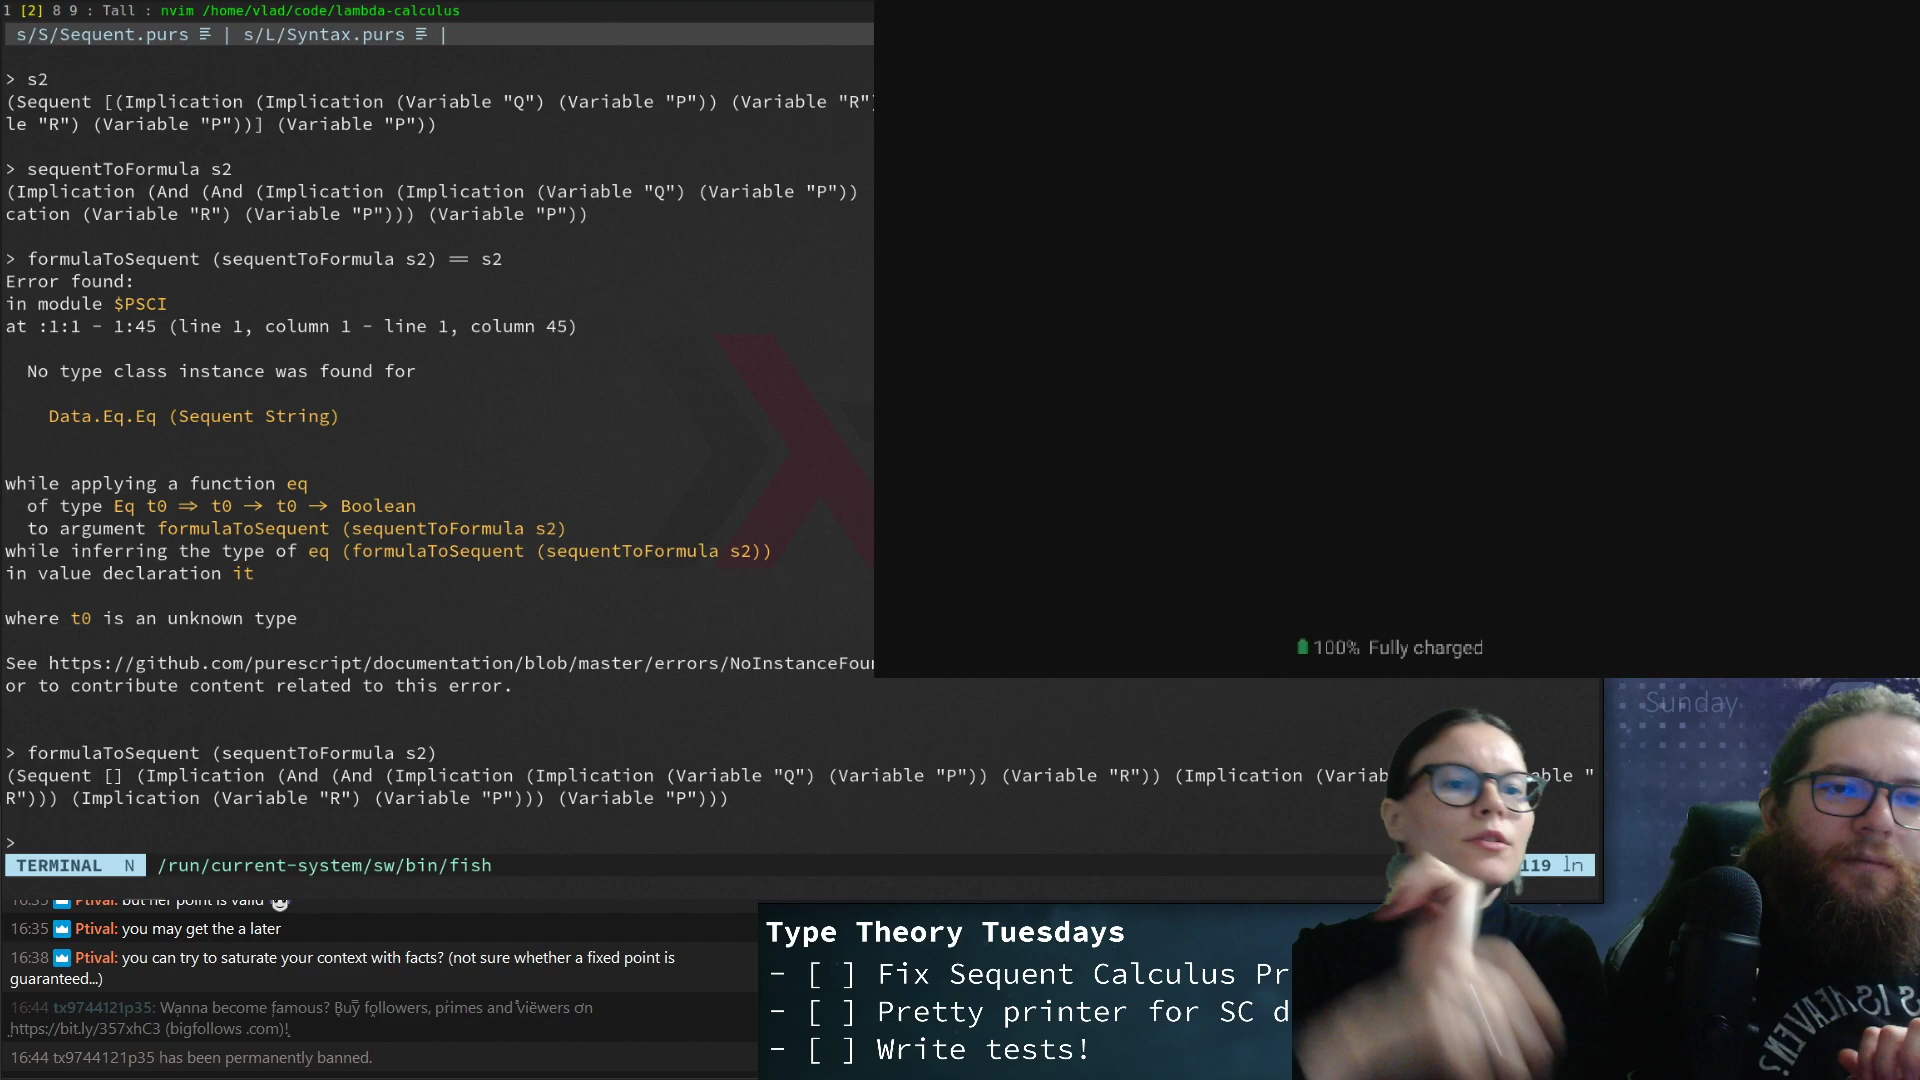 1 [2] 8 9 : Tall : nvim /home/vlad/code/lambda-calculus
s/S/Sequent.purs | s/L/Syntax.purs |
> s2
(Sequent [(Implication (Implication (Variable "Q") (Variable "P")) (Variable "R"
le "R") (Variable "P"))] (Variable "P"))
> sequentToFormula s2
(Implication (And (And (Implication (Implication (Variable "Q") (Variable "P"))
cation (Variable "R") (Variable "P"))) (Variable "P"))
> formulaToSequent (sequentToFormula s2) == s2
Error found:
in module $PSCI
at :1:1 - 1:45 (line 1, column 1 - line 1, column 45)
No type class instance was found for
Data.Eq.Eq (Sequent String)
while applying a function eq
of type Eq t0 ⇒ t0 → t0 → Boolean
to argument formulaToSequent (sequentToFormula s2)
while inferring the type of eq (formulaToSequent (sequentToFormula s2))
in value declaration it
where t0 is an unknown type
See https://github.com/purescript/documentation/blob/master/errors/NoInstanceFou
or to contribute content related to this error.
> formulaToSequent (sequentToFormula s2)
(Sequent [] (Implication (And (And (Implication (Implication (Variable "Q") (Variable "P")) (Variable "R")) (Implication (Variab able "
R"))) (Implication (Variable "R") (Variable "P"))) (Variable "P")))
>
TERMINAL N /run/current-system/sw/bin/fish 119 ln
100% Fully charged
Sunday
16:35 Ptival: but her point is valid
16:35 Ptival: you may get the a later
16:38 Ptival: you can try to saturate your context with facts? (not sure whether a fixed point is
guaranteed...)
16:44 tx9744121p35: Wanna become famous? Buy followers, primes and viewers on
https://bit.ly/357xhC3 (bigfollows .com)!
16:44 tx9744121p35 has been permanently banned.
Type Theory Tuesdays
- [ ] Fix Sequent Calculus Pr
- [ ] Pretty printer for SC d
- [ ] Write tests!